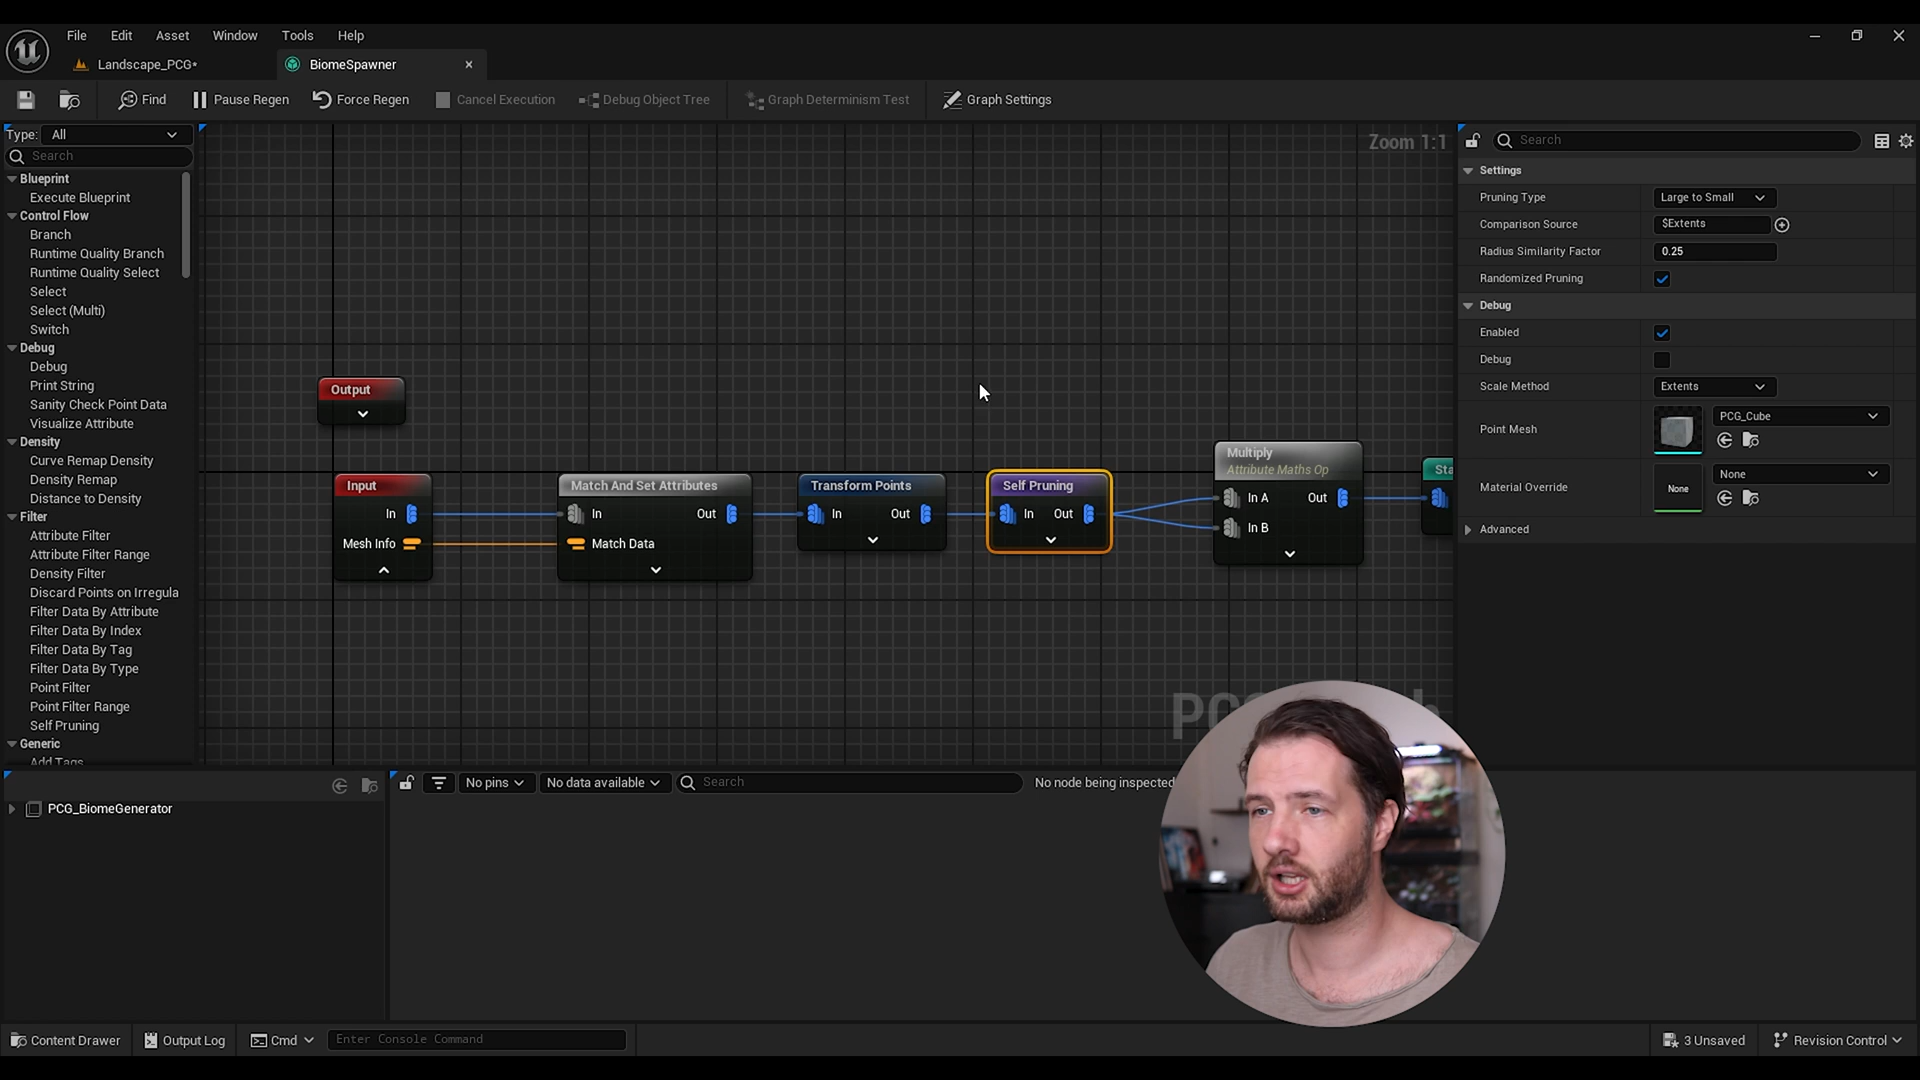 File Edit Asset Window Tools Help
Landscape_PCG*
BiomeSpawner
Find
Pause Regen
Force Regen
Cancel Execution
Debug Object Tree
Graph Determinism Test
Graph Settings
Type: All
Search
Blueprint
Execute Blueprint
Control Flow
Branch
Runtime Quality Branch
Runtime Quality Select
Select
Select (Multi)
Switch
Debug
Debug
Print String
Sanity Check Point Data
Visualize Attribute
Density
Curve Remap Density
Density Remap
Distance to Density
Filter
Attribute Filter
Attribute Filter Range
Density Filter
Discard Points on Irregula
Filter Data By Attribute
Filter Data By Index
Filter Data By Tag
Filter Data By Type
Point Filter
Point Filter Range
Self Pruning
Generic
Add Tags
Zoom 1:1
Output
Input
In
Mesh Info
Match And Set Attributes
In Out
Match Data
Transform Points
In Out
Self Pruning
In Out
Multiply
Attribute Maths Op
In A Out
In B
Sta
Search
Settings
Pruning Type Large to Small
Comparison Source $Extents
Radius Similarity Factor 0.25
Randomized Pruning
Debug
Enabled
Debug
Scale Method Extents
Point Mesh PCG_Cube
Material Override None None
Advanced
PCG_BiomeGenerator
No pins
No data available
Search
No node being inspected
Content Drawer
Output Log
Cmd
Enter Console Command
3 Unsaved
Revision Control